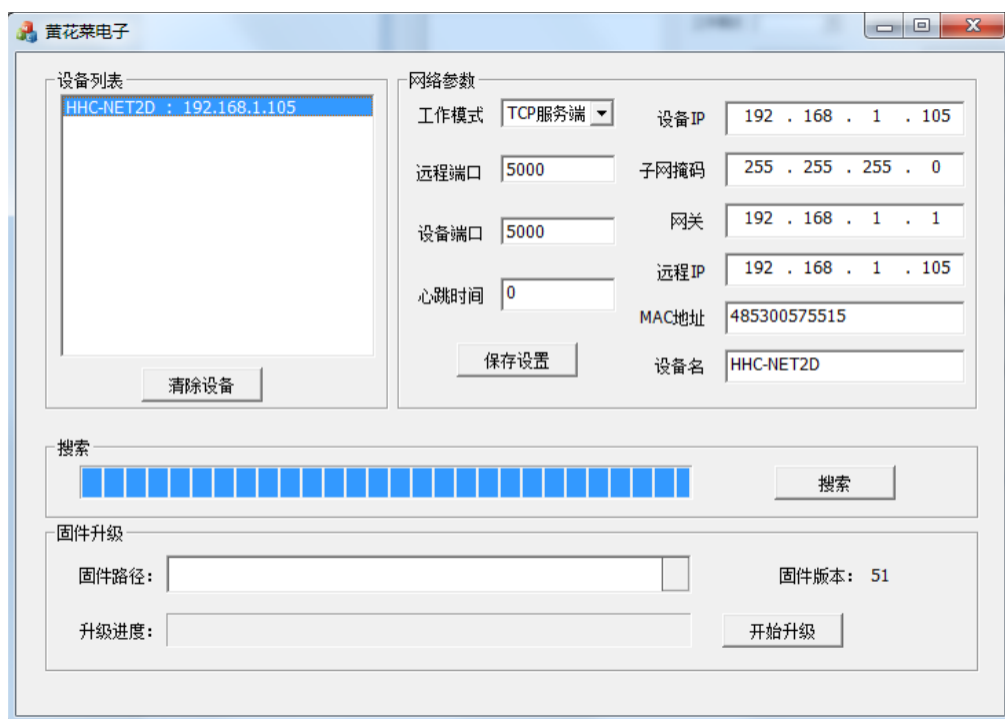 黄花菜电子
设备列表
HHC-NET2D : 192.168.1.105
清除设备
网络参数
工作模式 TCP服务端
远程端口 5000
设备端口 5000
心跳时间 0
保存设置
设备IP 192 . 168 . 1 . 105
子网掩码 255 . 255 . 255 . 0
网关 192 . 168 . 1 . 1
远程IP 192 . 168 . 1 . 105
MAC地址 485300575515
设备名 HHC-NET2D
搜索
搜索
固件升级
固件路径: 固件版本: 51
升级进度: 开始升级